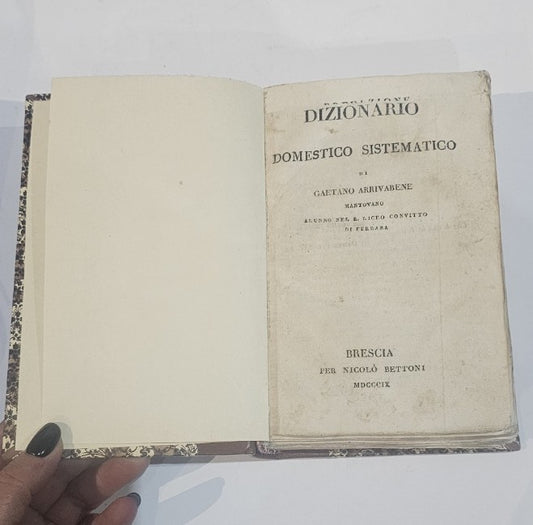 DIZIONARIO
DOMESTICO SISTEMATICO
DI
GAETANO ARRIVABENE
MANTOVANO
ALUNNO NEL R. LICEO CONVITTO
DI FERRARA
BRESCIA
PER NICOLÒ BETTONI
MDCCCIX